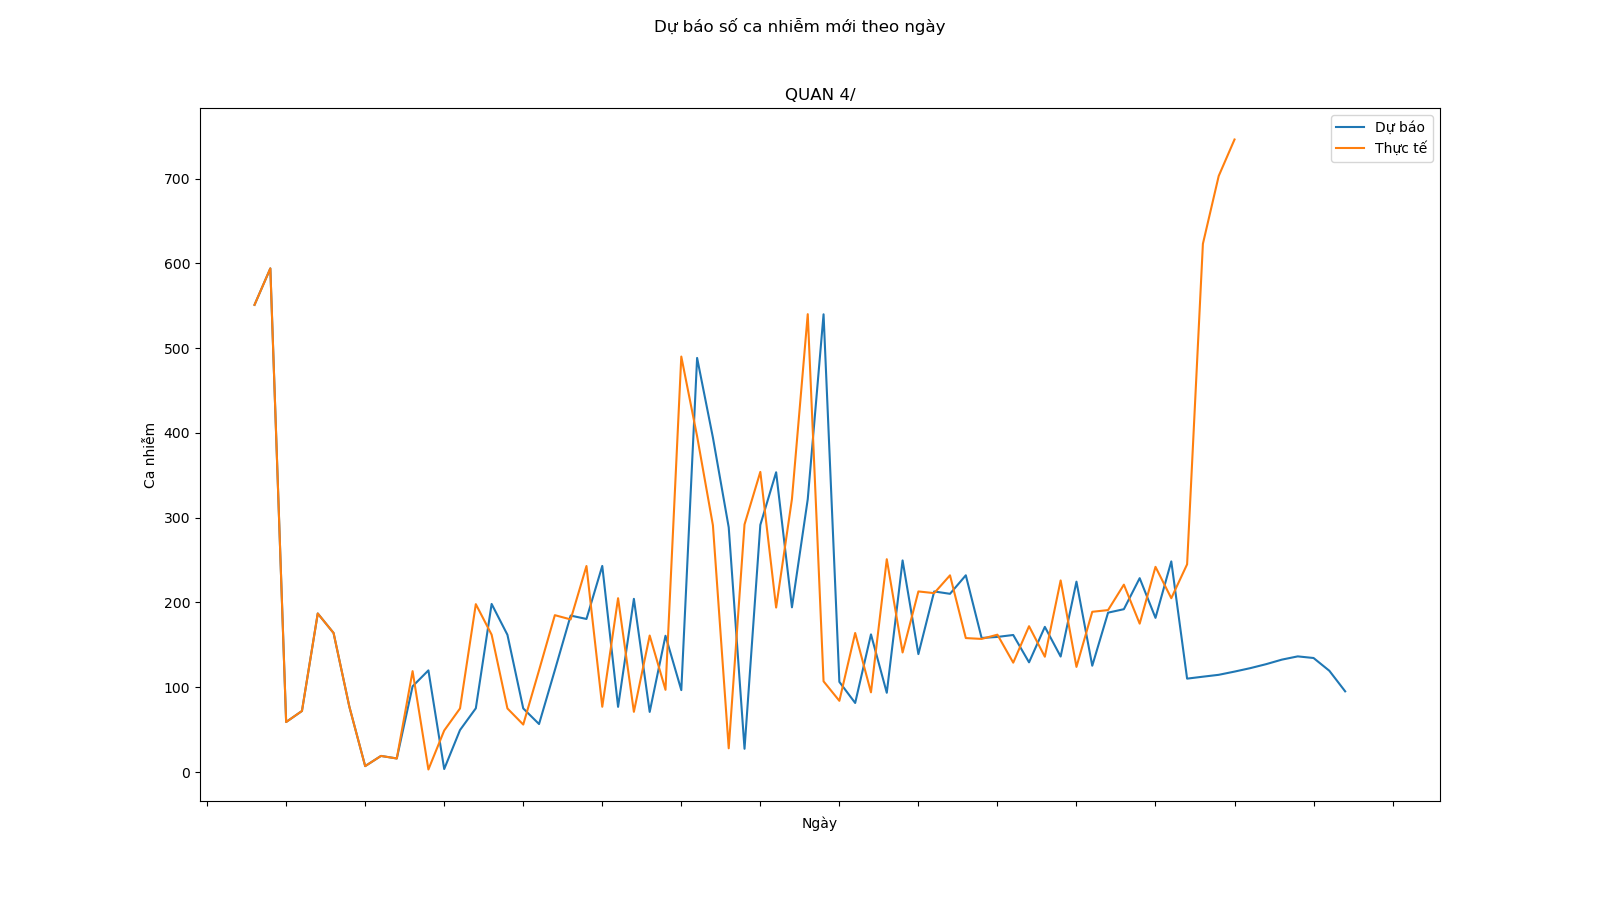 Dự báo số ca nhiễm mới theo ngày
QUAN 4/
Dự báo
Thực tế
700
600
500
400
300
200
100
0
Ca nhiễm
Ngày